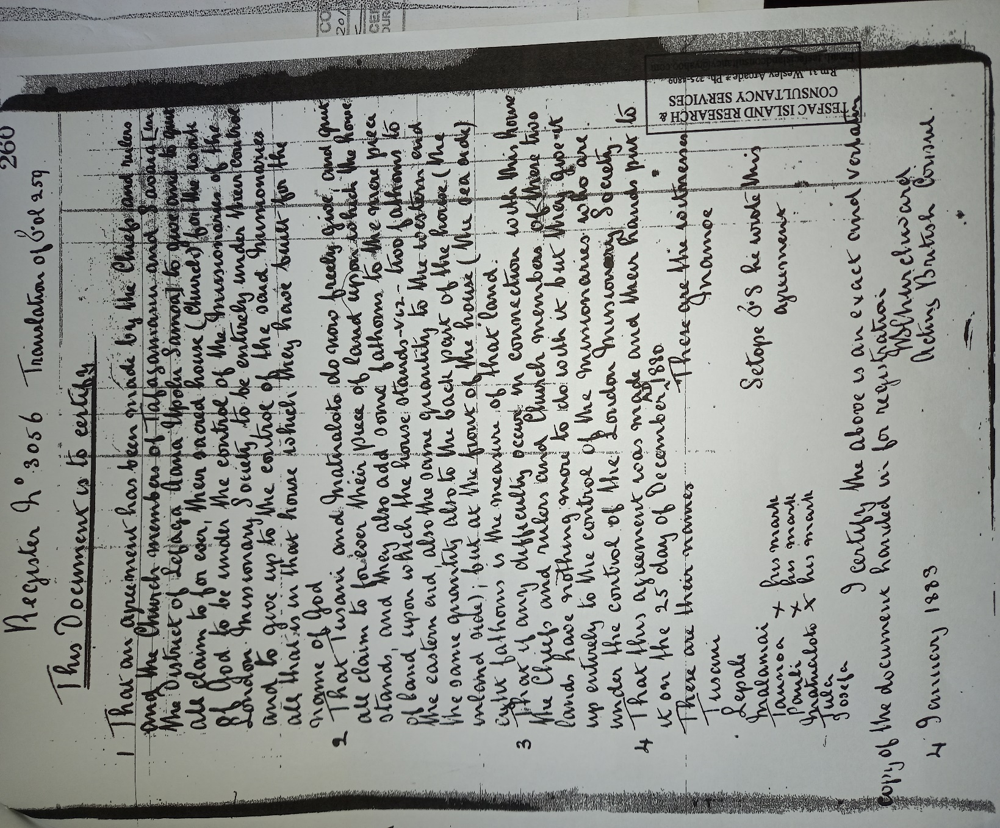 260
Register No 3056 Translation of Fol 259
This Document is to certify
1 That an agreement has been made by the Chiefs and rulers
and the Church members of Tafagamanu and Savaia in
the District of Lefaga Aana Upolu Samoa to give and to quit
all claim to for ever, their sacred house (Church) for the work
of God to be under the control of the Missionaries of the
London Missionary Society to be entirely under their control
and to give up to the control of the said Missionaries
all that is in that house which they have built for the
name of God
2 That Tusani and Matualoto do now freely give and quit
all claim to forever their piece of land upon which the house
stands, and they also add some fathoms to the mere piece
of land upon which the house stands - viz - two fathoms to
the eastern end, also the same quantity to the western end
the same quantity also to the back part of the house (the
inland side); but at the front of the house (the sea side)
eight fathoms is the measure of that land.
3 That if any difficulty occur in connection with this house
the Chiefs and rulers and Church members of these two
lands have nothing more to do with it but they give it
up entirely to the control of the missionaries who are
under the control of the London Missionary Society.
4 That this agreement was made and their hands put to
it on the 25 day of December AD 1880
These are their names These are the witnesses
Tusani Inamoe
Lepale
Malamai Setope F.S he wrote this
Taunoa x his mark agreement
Pauli x his mark
Matualoto x his mark
Tula
Josefa
I certify the above is an exact and verbatim
copy of the document handed in for registration
WBChurchward
4 January 1883 Acting British Consul.
TESFAC ISLAND RESEARCH &
CONSULTANCY SERVICES
Rm 31, Wesley Arcade * Ph: 725-4809